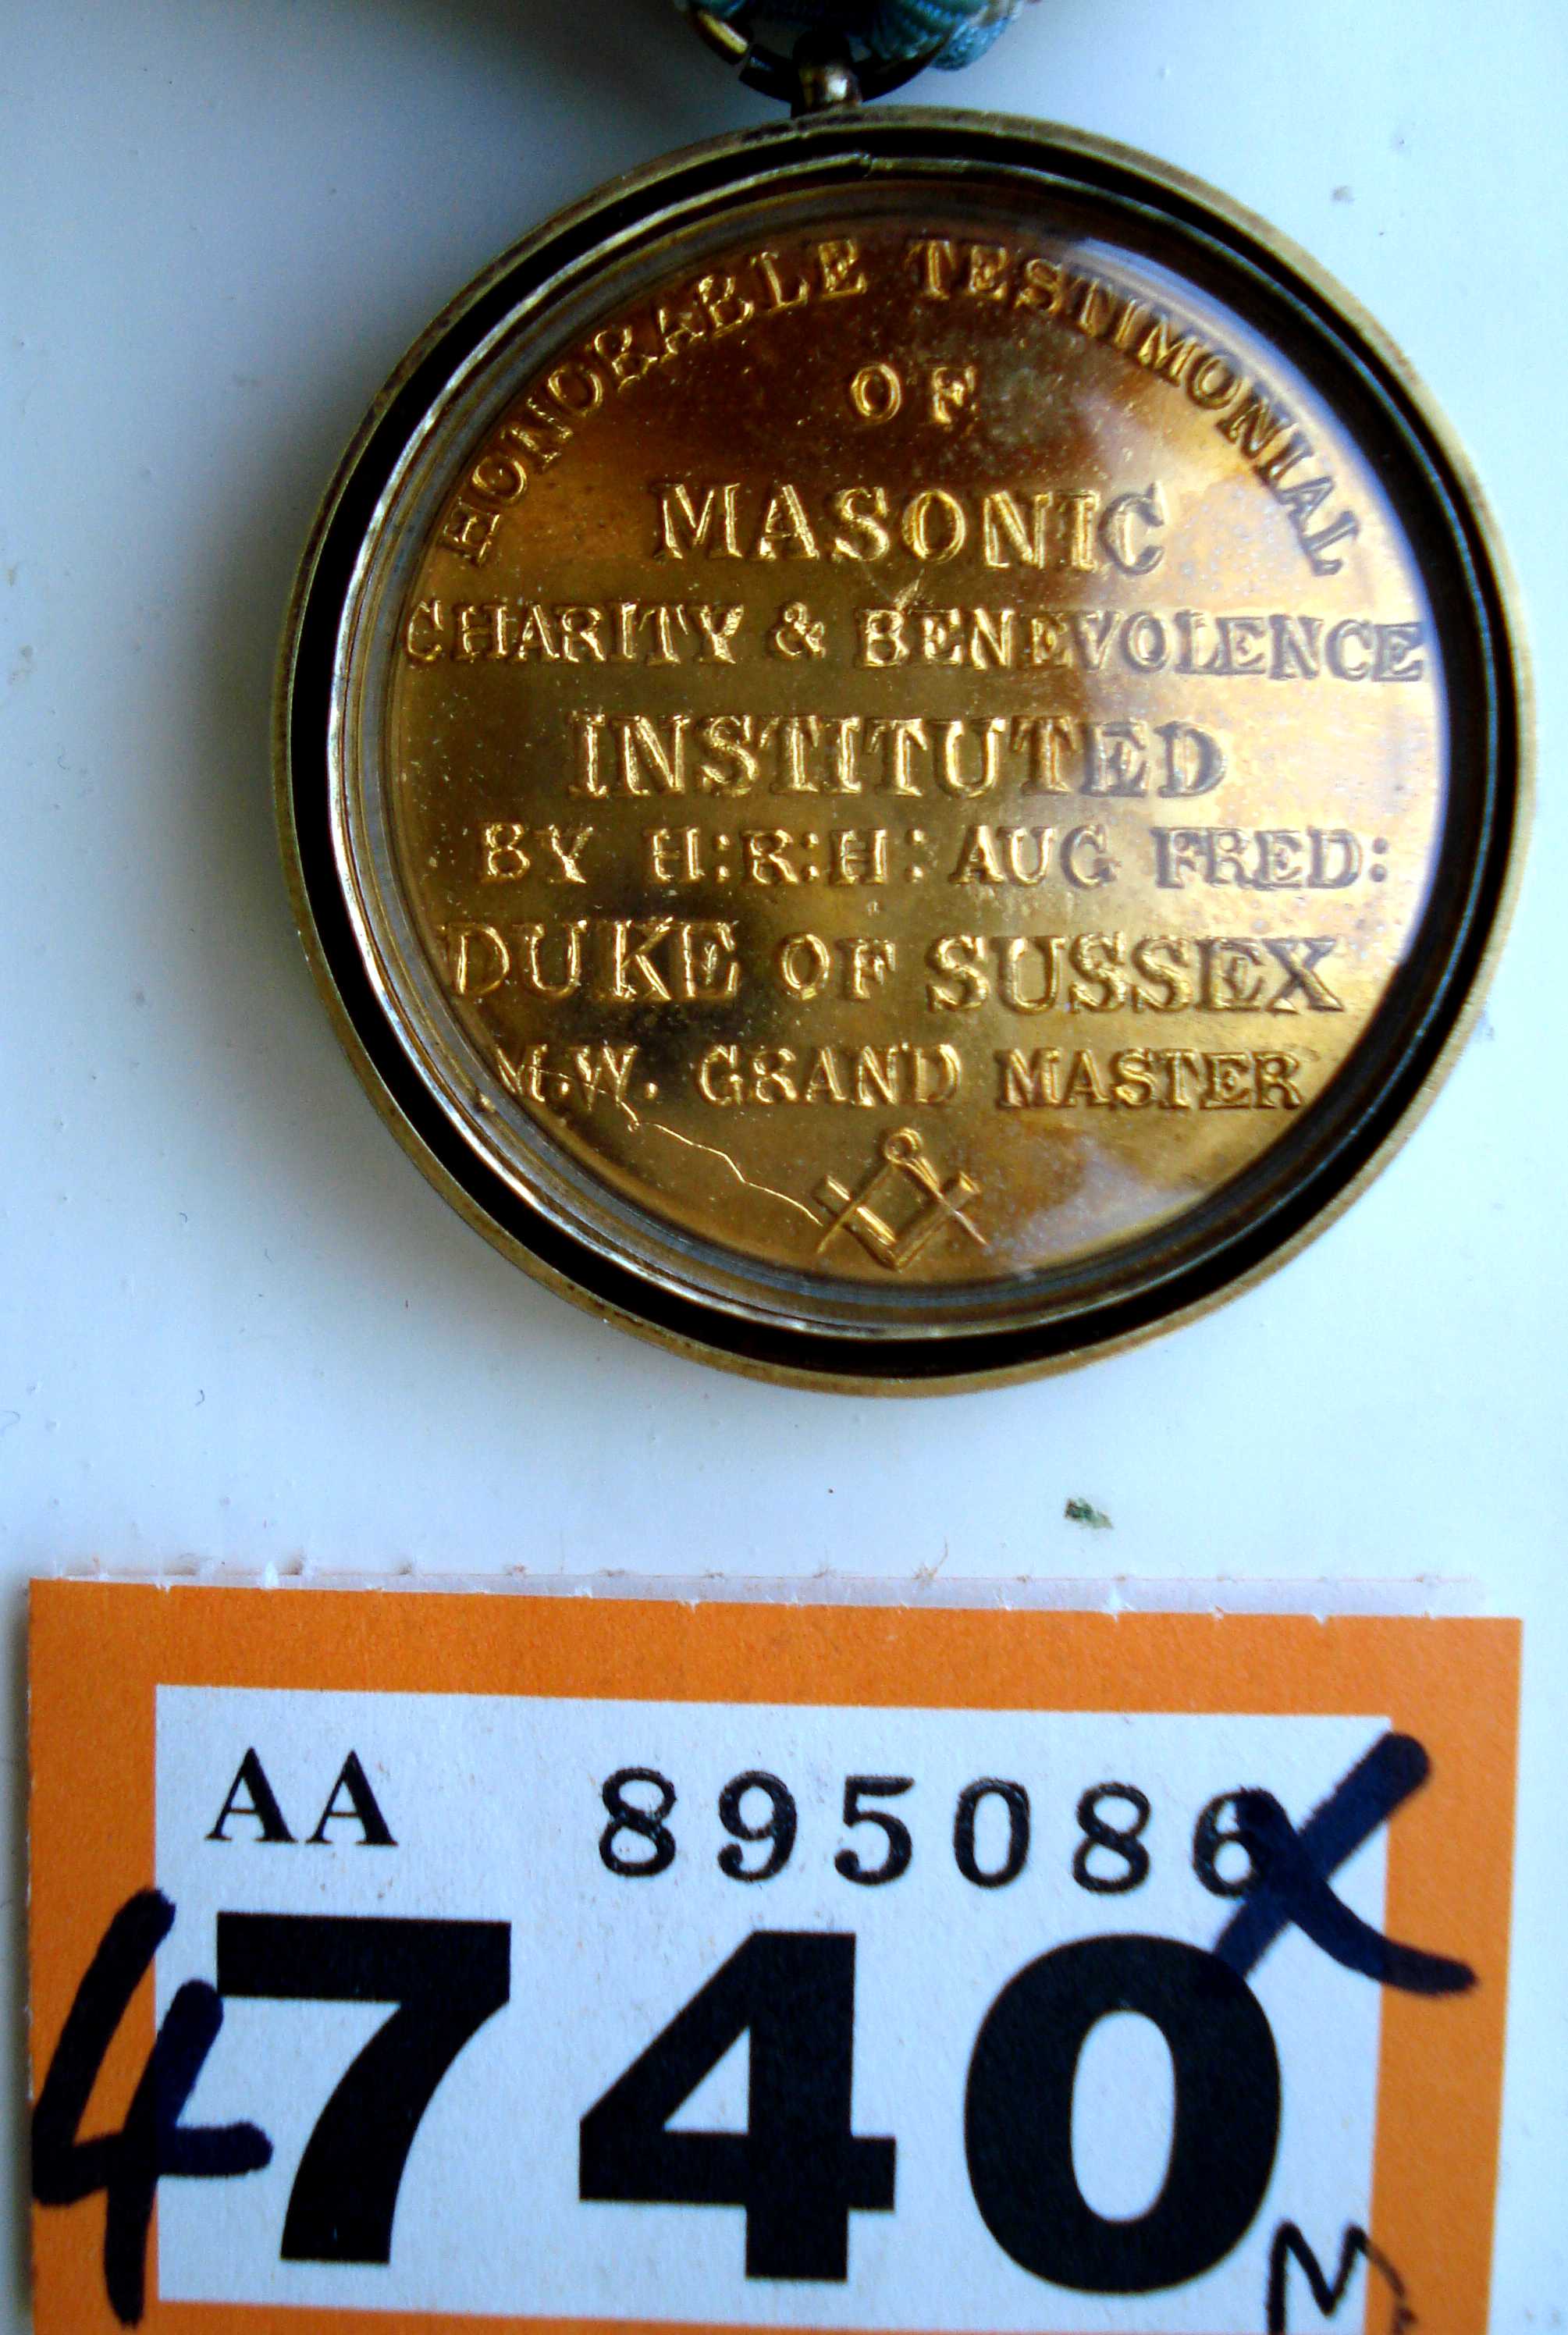 HONORABLE TESTIMONIAL
OF
MASONIC
CHARITY & BENEVOLENCE
INSTITUTED
BY H:R:H: AUG FRED:
DUKE OF SUSSEX
M.W. GRAND MASTER
AA 895086
4740
M